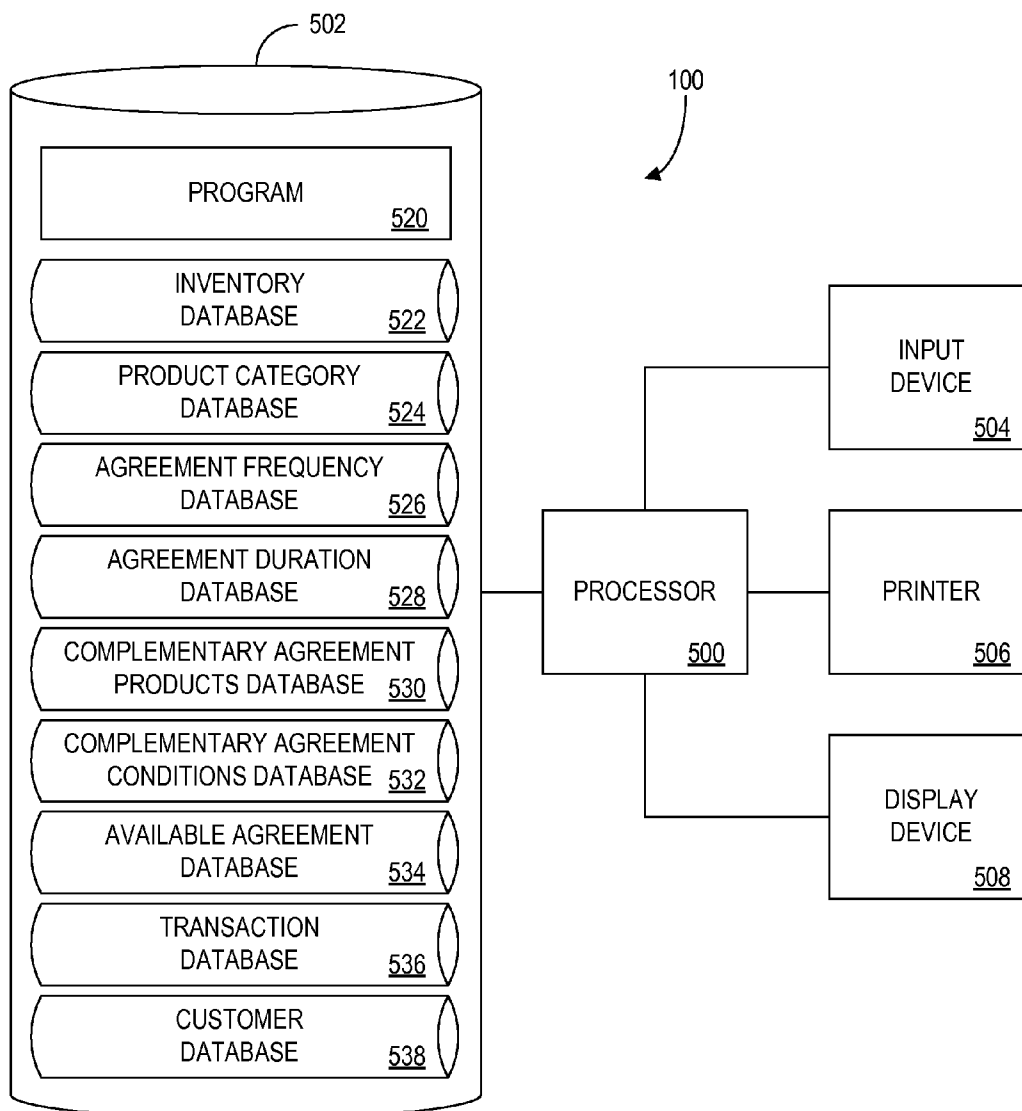 502
100
PROGRAM
520
INVENTORY
DATABASE
522
PRODUCT CATEGORY
DATABASE
524
AGREEMENT FREQUENCY
DATABASE
526
AGREEMENT DURATION
DATABASE
528
COMPLEMENTARY AGREEMENT
PRODUCTS DATABASE
530
COMPLEMENTARY AGREEMENT
CONDITIONS DATABASE
532
AVAILABLE AGREEMENT
DATABASE
534
TRANSACTION
DATABASE
536
CUSTOMER
DATABASE
538
PROCESSOR
500
INPUT
DEVICE
504
PRINTER
506
DISPLAY
DEVICE
508